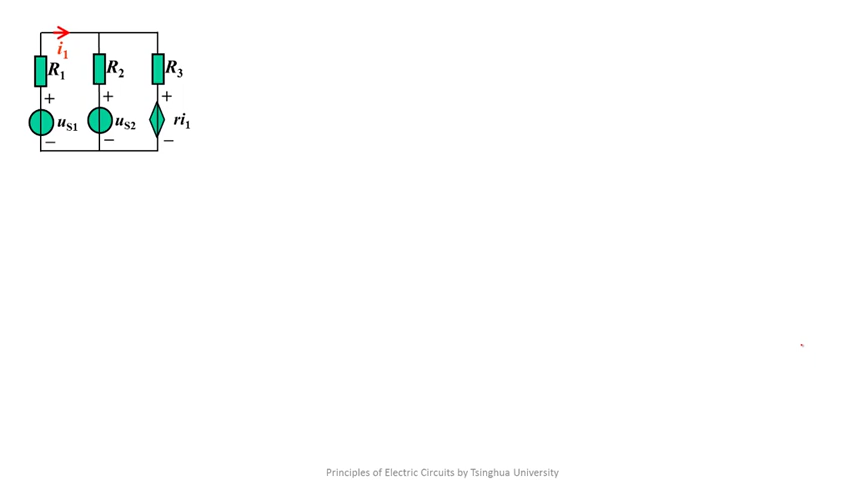 i1
R1 R2 R3
+ + +
uS1 uS2 ri1
− − −
Principles of Electric Circuits by Tsinghua University